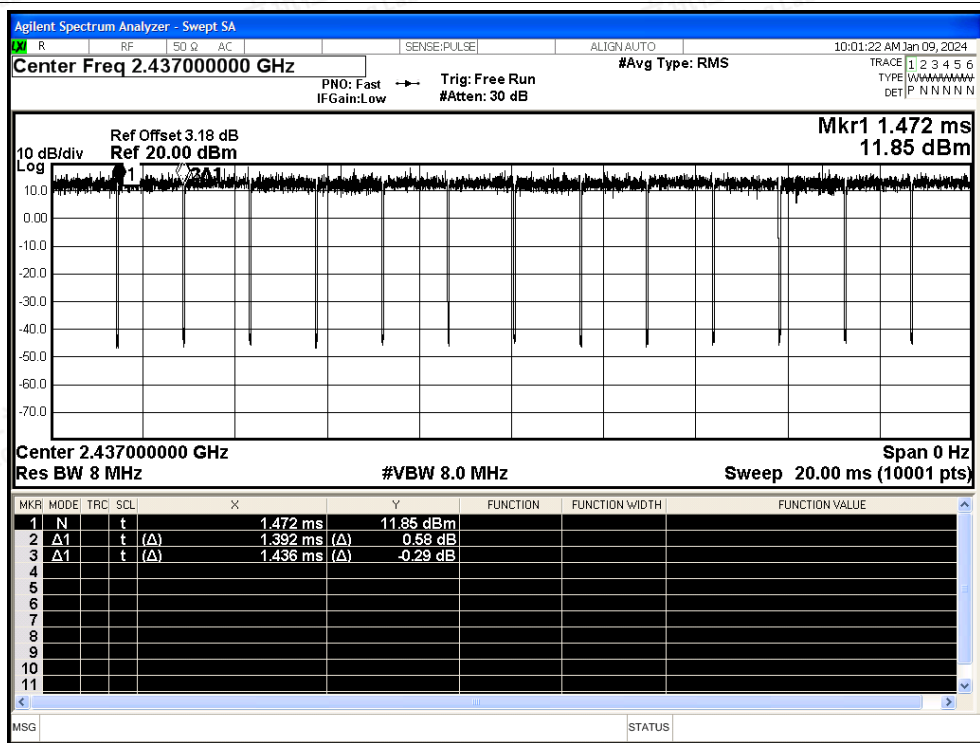 Agilent Spectrum Analyzer - Swept SA
LXI R RF 50 Ω AC SENSE:PULSE ALIGN AUTO 10:01:22 AM Jan 09, 2024
Center Freq 2.437000000 GHz
#Avg Type: RMS
TRACE 1 2 3 4 5 6
PNO: Fast Trig: Free Run
TYPE WWWWWW
IFGain:Low #Atten: 30 dB
DET P N N N N N
Mkr1 1.472 ms
11.85 dBm
Ref Offset 3.18 dB
10 dB/div Ref 20.00 dBm
Log
1 2Δ1
10.0
0.00
-10.0
-20.0
-30.0
-40.0
-50.0
-60.0
-70.0
Center 2.437000000 GHz Span 0 Hz
Res BW 8 MHz #VBW 8.0 MHz Sweep 20.00 ms (10001 pts)
MKR MODE TRC SCL X Y FUNCTION FUNCTION WIDTH FUNCTION VALUE
1 N t 1.472 ms 11.85 dBm
2 Δ1 t (Δ) 1.392 ms (Δ) 0.58 dB
3 Δ1 t (Δ) 1.436 ms (Δ) -0.29 dB
4
5
6
7
8
9
10
11
MSG STATUS